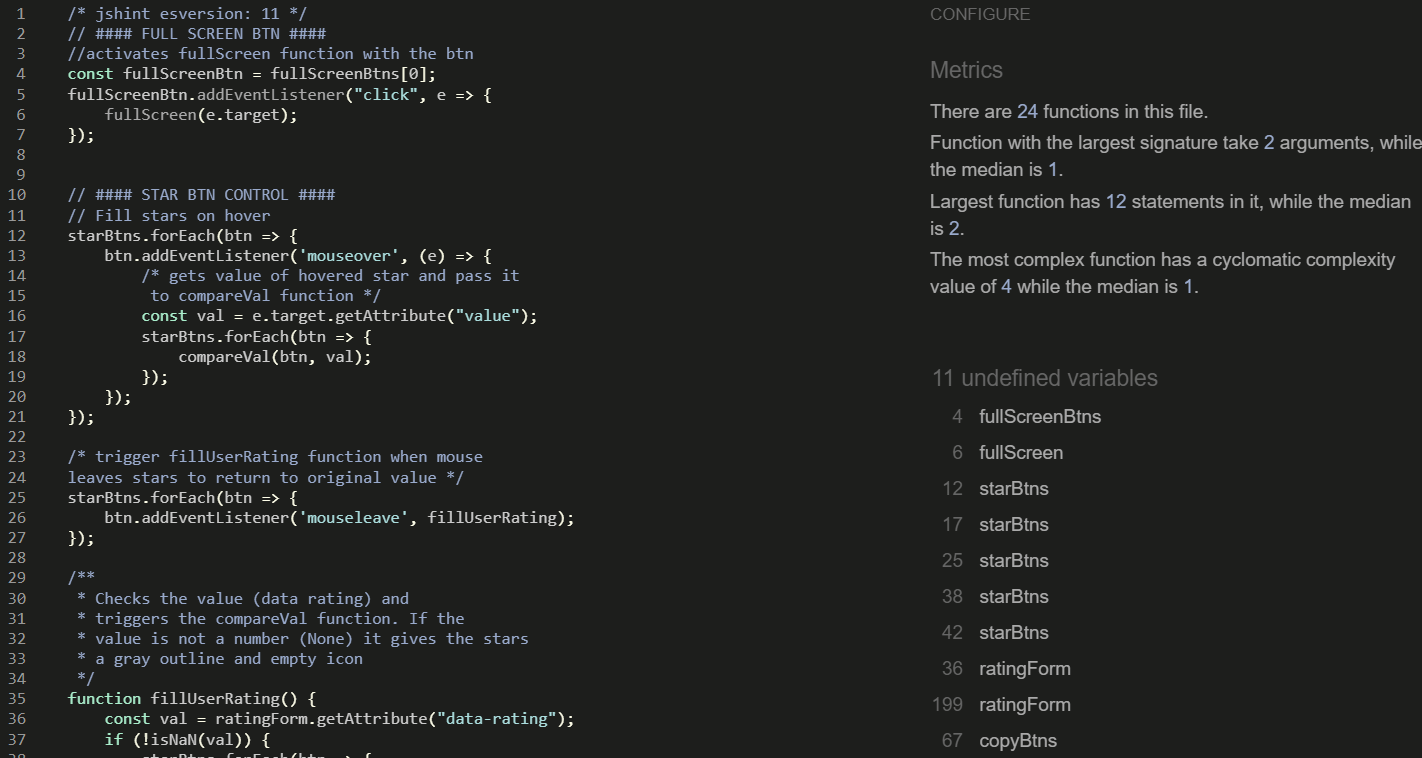 1 /* jshint esversion: 11 */
2 // #### FULL SCREEN BTN ####
3 //activates fullScreen function with the btn
4 const fullScreenBtn = fullScreenBtns[0];
5 fullScreenBtn.addEventListener("click", e => {
6 fullScreen(e.target);
7 });
8
9
10 // #### STAR BTN CONTROL ####
11 // Fill stars on hover
12 starBtns.forEach(btn => {
13 btn.addEventListener('mouseover', (e) => {
14 /* gets value of hovered star and pass it
15 to compareVal function */
16 const val = e.target.getAttribute("value");
17 starBtns.forEach(btn => {
18 compareVal(btn, val);
19 });
20 });
21 });
22
23 /* trigger fillUserRating function when mouse
24 leaves stars to return to original value */
25 starBtns.forEach(btn => {
26 btn.addEventListener('mouseleave', fillUserRating);
27 });
28
29 /**
30 * Checks the value (data rating) and
31 * triggers the compareVal function. If the
32 * value is not a number (None) it gives the stars
33 * a gray outline and empty icon
34 */
35 function fillUserRating() {
36 const val = ratingForm.getAttribute("data-rating");
37 if (!isNaN(val)) {
38 starBtns.forEach(btn => {
CONFIGURE
Metrics
There are 24 functions in this file.
Function with the largest signature take 2 arguments, while
the median is 1.
Largest function has 12 statements in it, while the median
is 2.
The most complex function has a cyclomatic complexity
value of 4 while the median is 1.
11 undefined variables
4 fullScreenBtns
6 fullScreen
12 starBtns
17 starBtns
25 starBtns
38 starBtns
42 starBtns
36 ratingForm
199 ratingForm
67 copyBtns